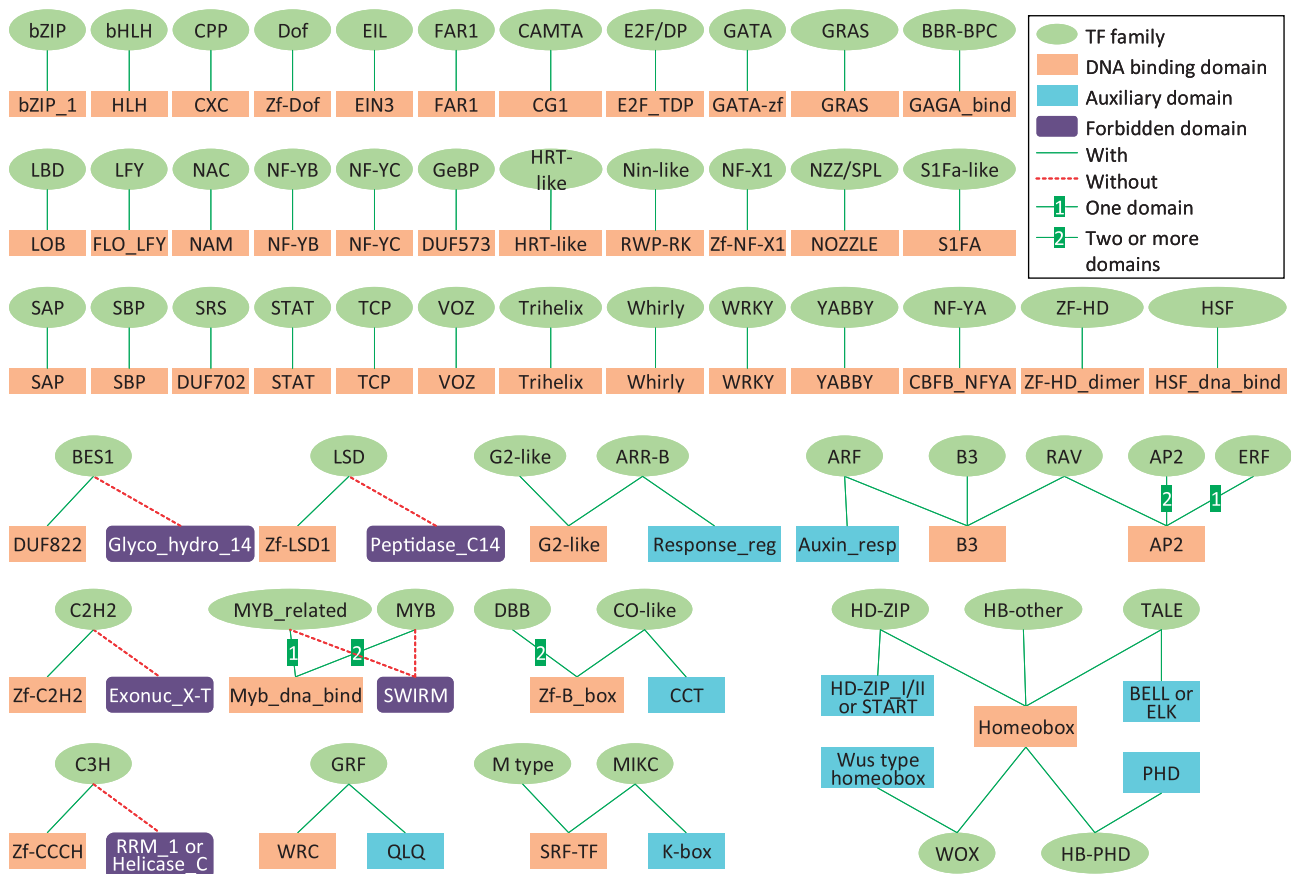 bZIP bHLH CPP Dof EIL FAR1 CAMTA E2F/DP GATA GRAS BBR-BPC
bZIP_1 HLH CXC Zf-Dof EIN3 FAR1 CG1 E2F_TDP GATA-zf GRAS GAGA_bind
TF family
DNA binding domain
Auxiliary domain
Forbidden domain
With
Without
1 One domain
2 Two or more
domains
LBD LFY NAC NF-YB NF-YC GeBP HRT-
like Nin-like NF-X1 NZZ/SPL S1Fa-like
LOB FLO_LFY NAM NF-YB NF-YC DUF573 HRT-like RWP-RK Zf-NF-X1 NOZZLE S1FA
SAP SBP SRS STAT TCP VOZ Trihelix Whirly WRKY YABBY NF-YA ZF-HD HSF
SAP SBP DUF702 STAT TCP VOZ Trihelix Whirly WRKY YABBY CBFB_NFYA ZF-HD_dimer HSF_dna_bind
BES1 LSD G2-like ARR-B ARF B3 RAV AP2 ERF
2 1
DUF822 Glyco_hydro_14 Zf-LSD1 Peptidase_C14 G2-like Response_reg Auxin_resp B3 AP2
C2H2 MYB_related MYB DBB CO-like HD-ZIP HB-other TALE
1 2 2
Zf-C2H2 Exonuc_X-T Myb_dna_bind SWIRM Zf-B_box CCT
HD-ZIP_I/II
or START
BELL or
ELK
Homeobox
Wus type
homeobox
PHD
C3H GRF M type MIKC
Zf-CCCH RRM_1 or
Helicase_C WRC QLQ SRF-TF K-box
WOX HB-PHD